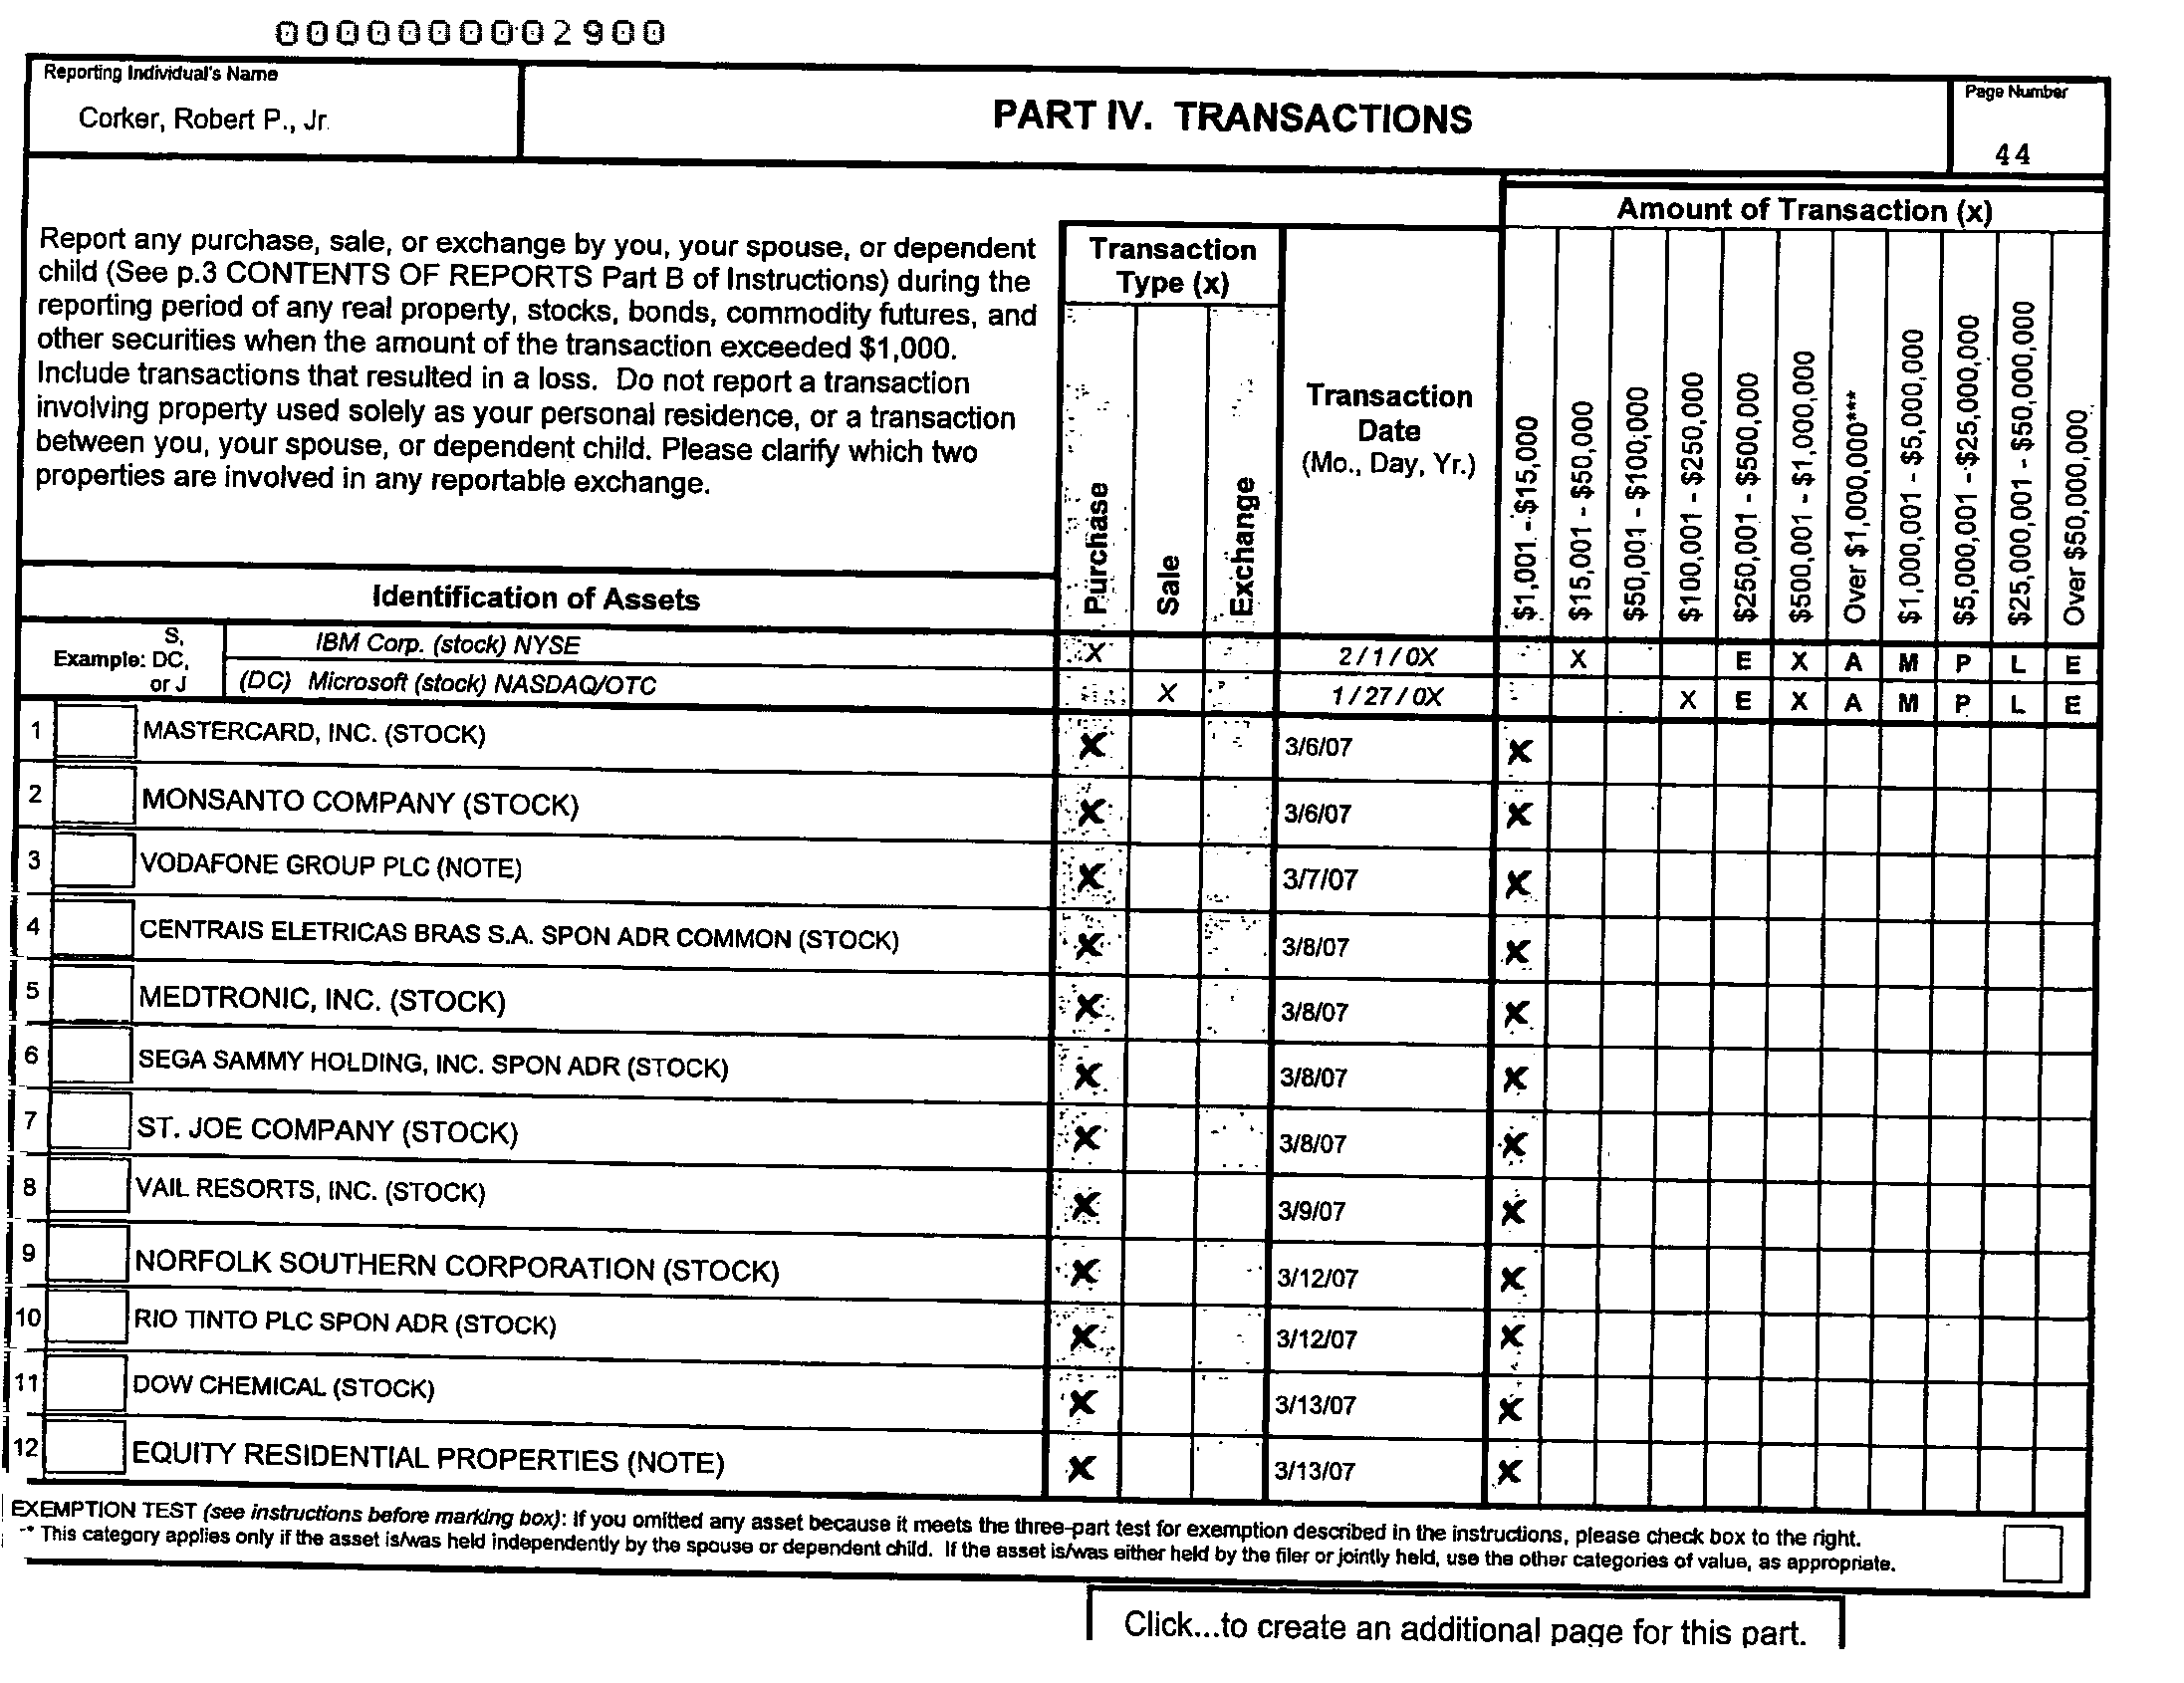 0000000002900
Reporting Individual's Name
Corker, Robert P., Jr.
PART IV. TRANSACTIONS
Page Number
44
Report any purchase, sale, or exchange by you, your spouse, or dependent
child (See p.3 CONTENTS OF REPORTS Part B of Instructions) during the
reporting period of any real property, stocks, bonds, commodity futures, and
other securities when the amount of the transaction exceeded $1,000.
Include transactions that resulted in a loss. Do not report a transaction
involving property used solely as your personal residence, or a transaction
between you, your spouse, or dependent child. Please clarify which two
properties are involved in any reportable exchange.
Identification of Assets
Transaction
Type (x)
Purchase
Sale
Exchange
Transaction
Date
(Mo., Day, Yr.)
Amount of Transaction (x)
$1,001 - $15,000
$15,001 - $50,000
$50,001 - $100,000
$100,001 - $250,000
$250,001 - $500,000
$500,001 - $1,000,000
Over $1,000,000***
$1,000,001 - $5,000,000
$5,000,001 - $25,000,000
$25,000,001 - $50,000,000
Over $50,000,000
Example: S, DC, or J
IBM Corp. (stock) NYSE X 2 / 1 / 0X X E X A M P L E
(DC) Microsoft (stock) NASDAQ/OTC X 1 / 27 / 0X X E X A M P L E
1 MASTERCARD, INC. (STOCK) X 3/6/07 X
2 MONSANTO COMPANY (STOCK) X 3/6/07 X
3 VODAFONE GROUP PLC (NOTE) X 3/7/07 X
4 CENTRAIS ELETRICAS BRAS S.A. SPON ADR COMMON (STOCK) X 3/8/07 X
5 MEDTRONIC, INC. (STOCK) X 3/8/07 X
6 SEGA SAMMY HOLDING, INC. SPON ADR (STOCK) X 3/8/07 X
7 ST. JOE COMPANY (STOCK) X 3/8/07 X
8 VAIL RESORTS, INC. (STOCK) X 3/9/07 X
9 NORFOLK SOUTHERN CORPORATION (STOCK) X 3/12/07 X
10 RIO TINTO PLC SPON ADR (STOCK) X 3/12/07 X
11 DOW CHEMICAL (STOCK) X 3/13/07 X
12 EQUITY RESIDENTIAL PROPERTIES (NOTE) X 3/13/07 X
EXEMPTION TEST (see instructions before marking box): If you omitted any asset because it meets the three-part test for exemption described in the instructions, please check box to the right.
** This category applies only if the asset is/was held independently by the spouse or dependent child. If the asset is/was either held by the filer or jointly held, use the other categories of value, as appropriate.
Click...to create an additional page for this part.